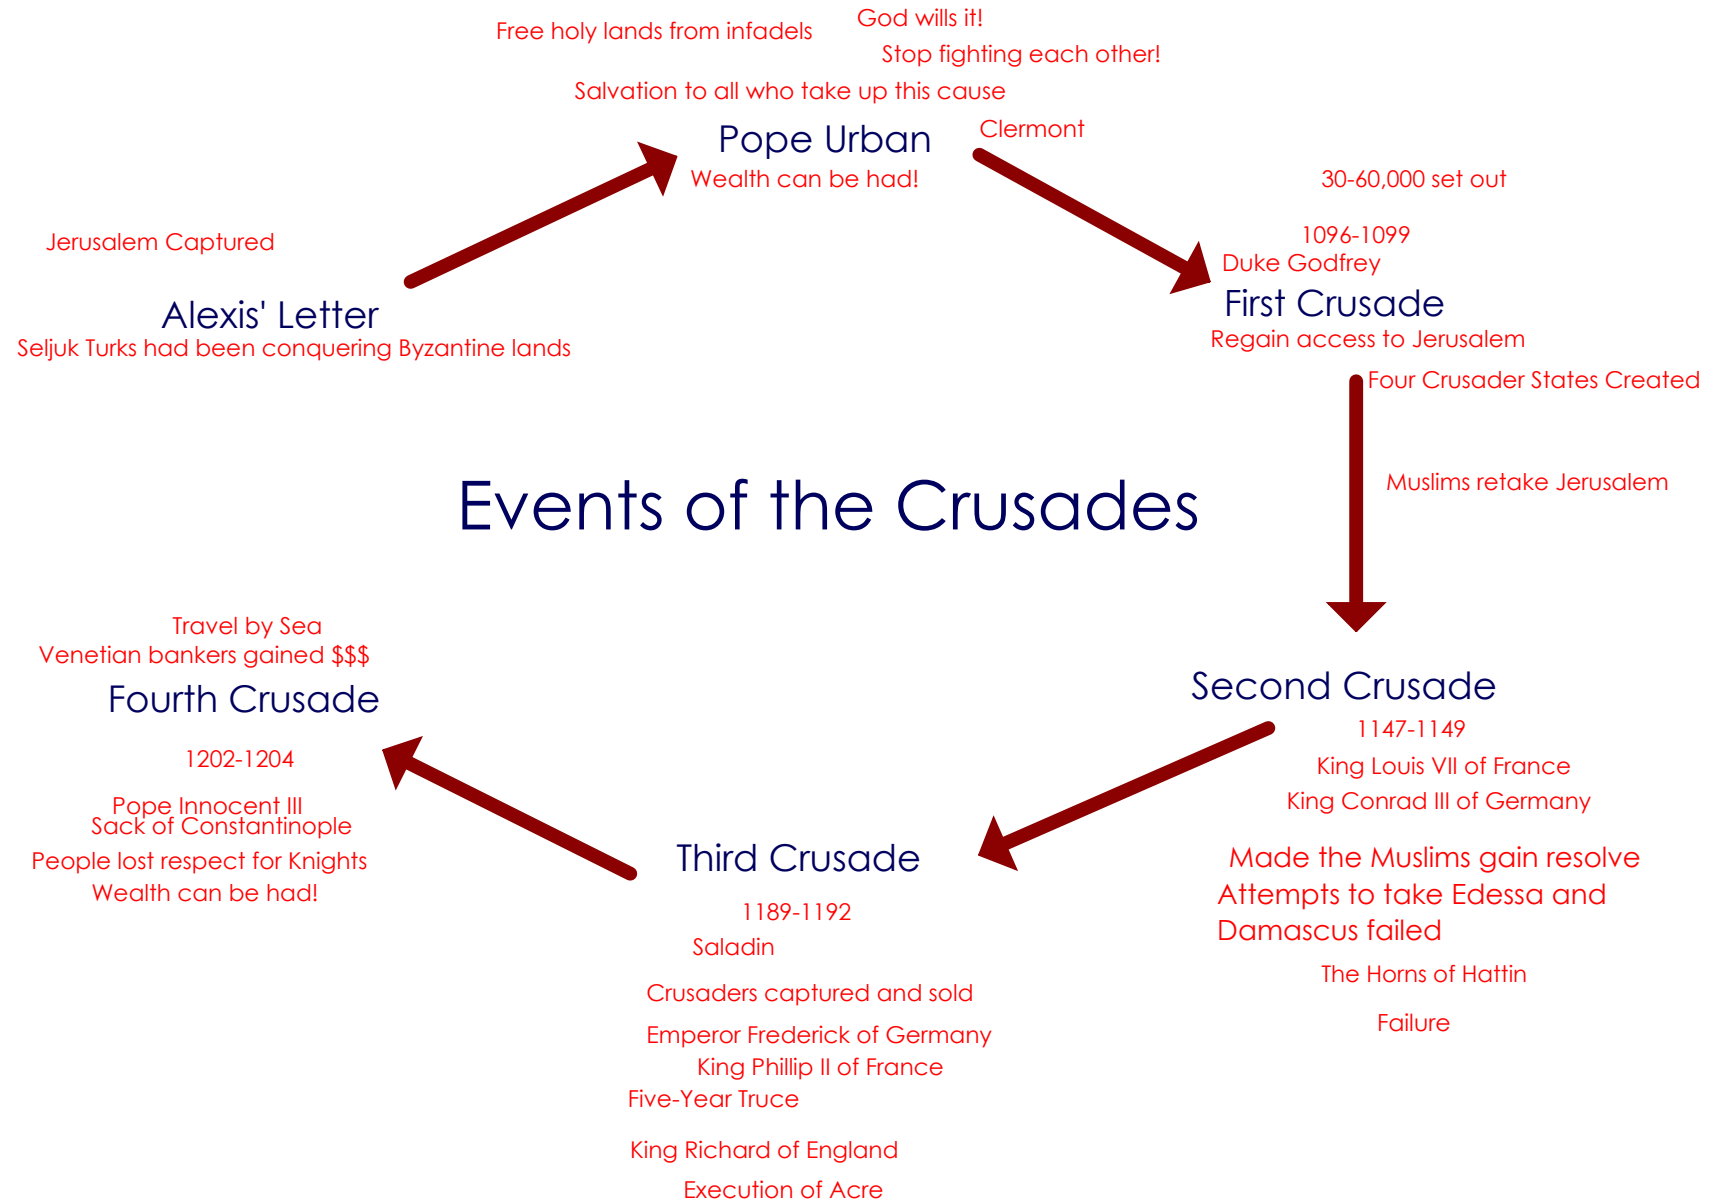 Free holy lands from infadels
God wills it!
Stop fighting each other!
Salvation to all who take up this cause
Pope Urban
Clermont
Wealth can be had!
30-60,000 set out
1096-1099
Duke Godfrey
First Crusade
Regain access to Jerusalem
Four Crusader States Created
Jerusalem Captured
Alexis' Letter
Seljuk Turks had been conquering Byzantine lands
Muslims retake Jerusalem
Events of the Crusades
Travel by Sea
Venetian bankers gained $$$
Fourth Crusade
1202-1204
Pope Innocent III
Sack of Constantinople
People lost respect for Knights
Wealth can be had!
Second Crusade
1147-1149
King Louis VII of France
King Conrad III of Germany
Made the Muslims gain resolve
Attempts to take Edessa and
Damascus failed
The Horns of Hattin
Failure
Third Crusade
1189-1192
Saladin
Crusaders captured and sold
Emperor Frederick of Germany
King Phillip II of France
Five-Year Truce
King Richard of England
Execution of Acre